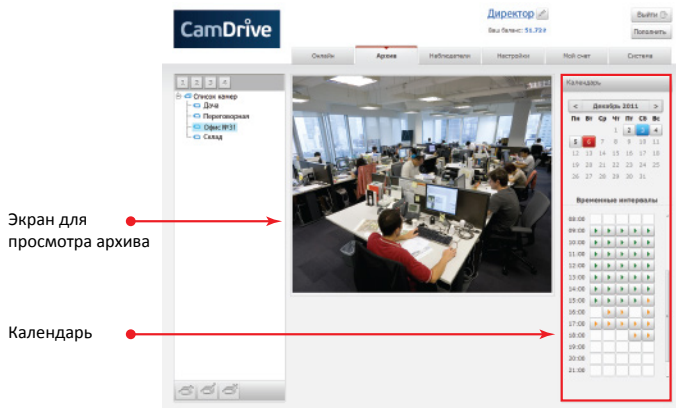 CamDrive
Директор
Ваш баланс: 51.72
Выйти
Пополнить
Онлайн
Архив
Наблюдатели
Настройки
Мой счет
Система
1 2 3 4
Список камер
Дача
Переговорная
Офис №31
Склад
Экран для
просмотра архива
Календарь
Календарь
< Декабрь 2011 >
Пн Вт Ср Чт Пт Сб Вс
1 2 3 4
5 6 7 8 9 10 11
12 13 14 15 16 17 18
19 20 21 22 23 24 25
26 27 28 29 30 31
Временные интервалы
08:00
09:00
10:00
11:00
12:00
13:00
14:00
15:00
16:00
17:00
18:00
19:00
20:00
21:00